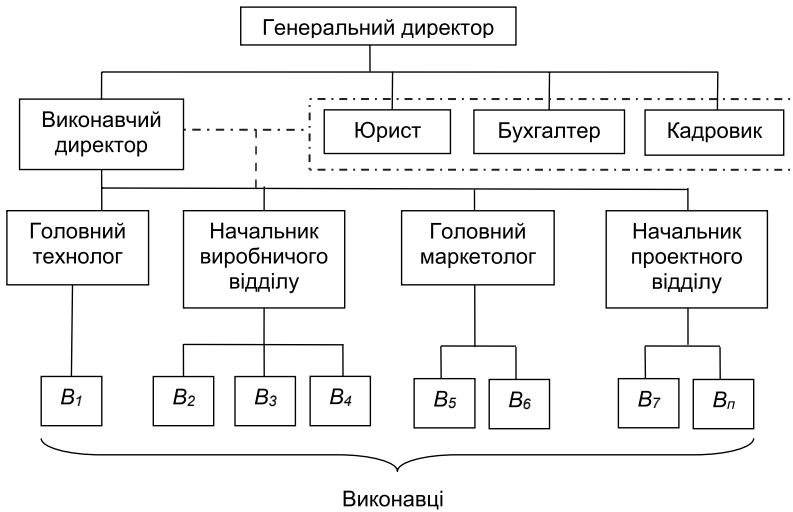 Генеральний директор
Виконавчий
директор
Юрист
Бухгалтер
Кадровик
Головний
технолог
Начальник
виробничого
відділу
Головний
маркетолог
Начальник
проектного
відділу
В1
В2
В3
В4
В5
В6
В7
Вп
Виконавці